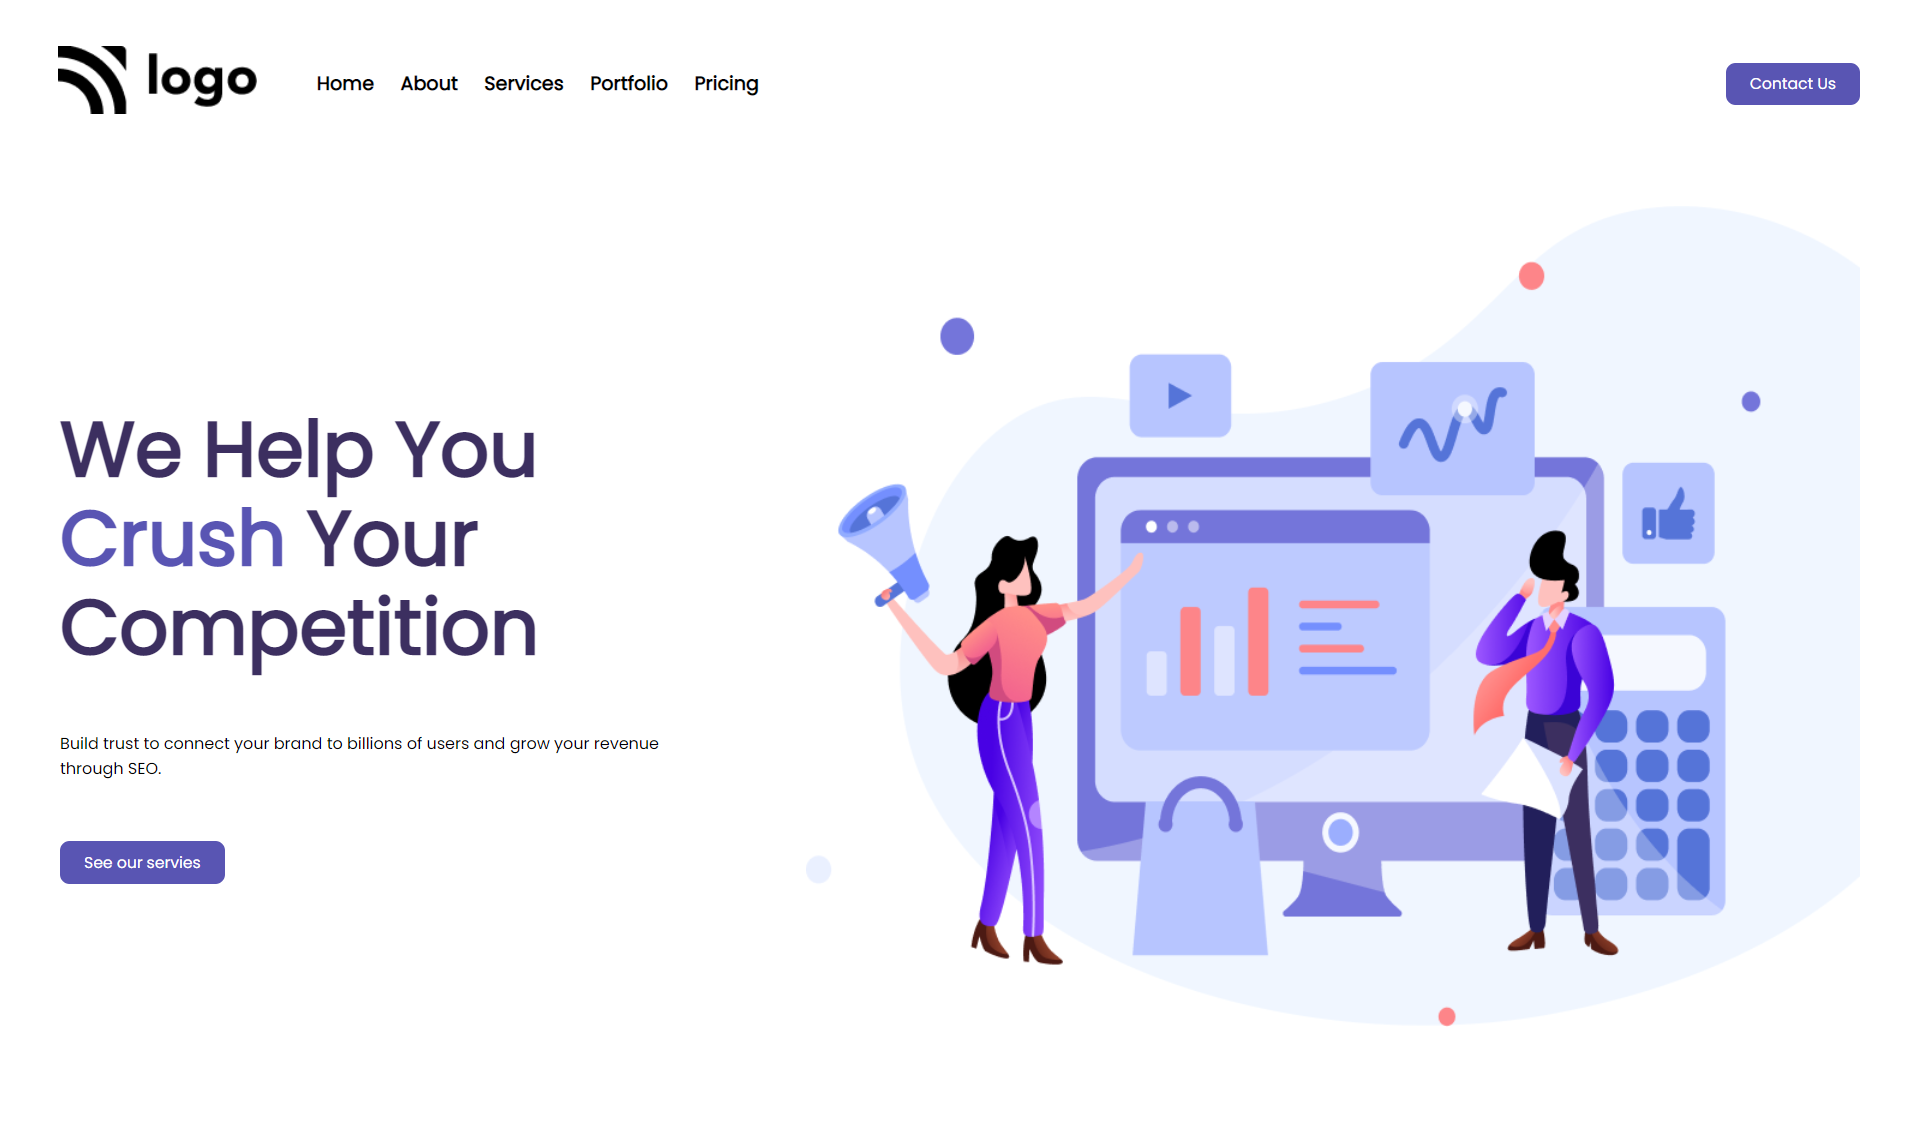 logo
Home About Services Portfolio Pricing
Contact Us
We Help You
Crush Your
Competition
Build trust to connect your brand to billions of users and grow your revenue
through SEO.
See our servies